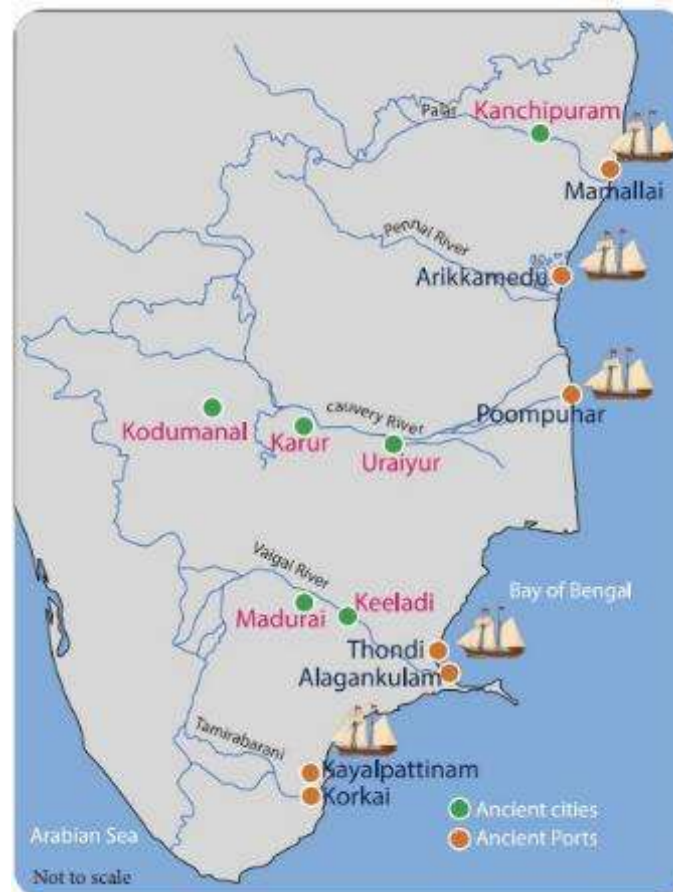 Palar
Kanchipuram
Mamallai
Pennai River
Arikkamedu
Poompuhar
cauvery River
Kodumanal
Karur
Uraiyur
Vaigai River
Keeladi
Madurai
Bay of Bengal
Thondi
Alagankulam
Tamirabarani
Kayalpattinam
Korkai
Ancient cities
Ancient Ports
Arabian Sea
Not to scale